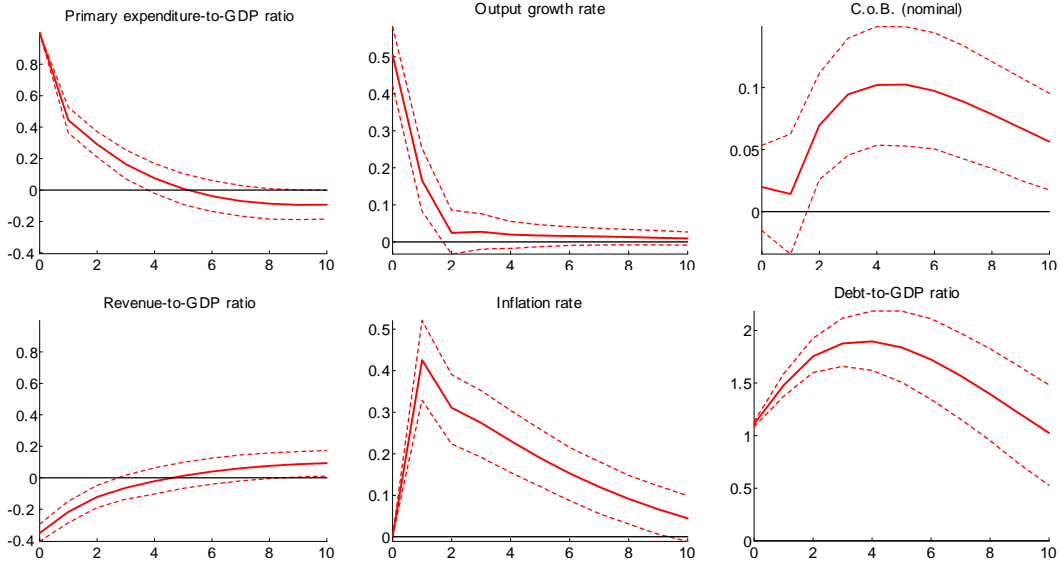 Primary expenditure-to-GDP ratio
0.8
0.6
0.4
0.2
0
-0.2
-0.4
0 2 4 6 8 10
Output growth rate
0.5
0.4
0.3
0.2
0.1
0
0 2 4 6 8 10
C.o.B. (nominal)
0.1
0.05
0
0 2 4 6 8 10
Revenue-to-GDP ratio
0.8
0.6
0.4
0.2
0
-0.2
-0.4
0 2 4 6 8 10
Inflation rate
0.5
0.4
0.3
0.2
0.1
0
0 2 4 6 8 10
Debt-to-GDP ratio
2
1.5
1
0.5
0
0 2 4 6 8 10